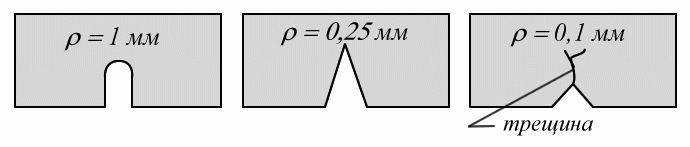 ρ = 1 мм
ρ = 0,25 мм
ρ = 0,1 мм
трещина